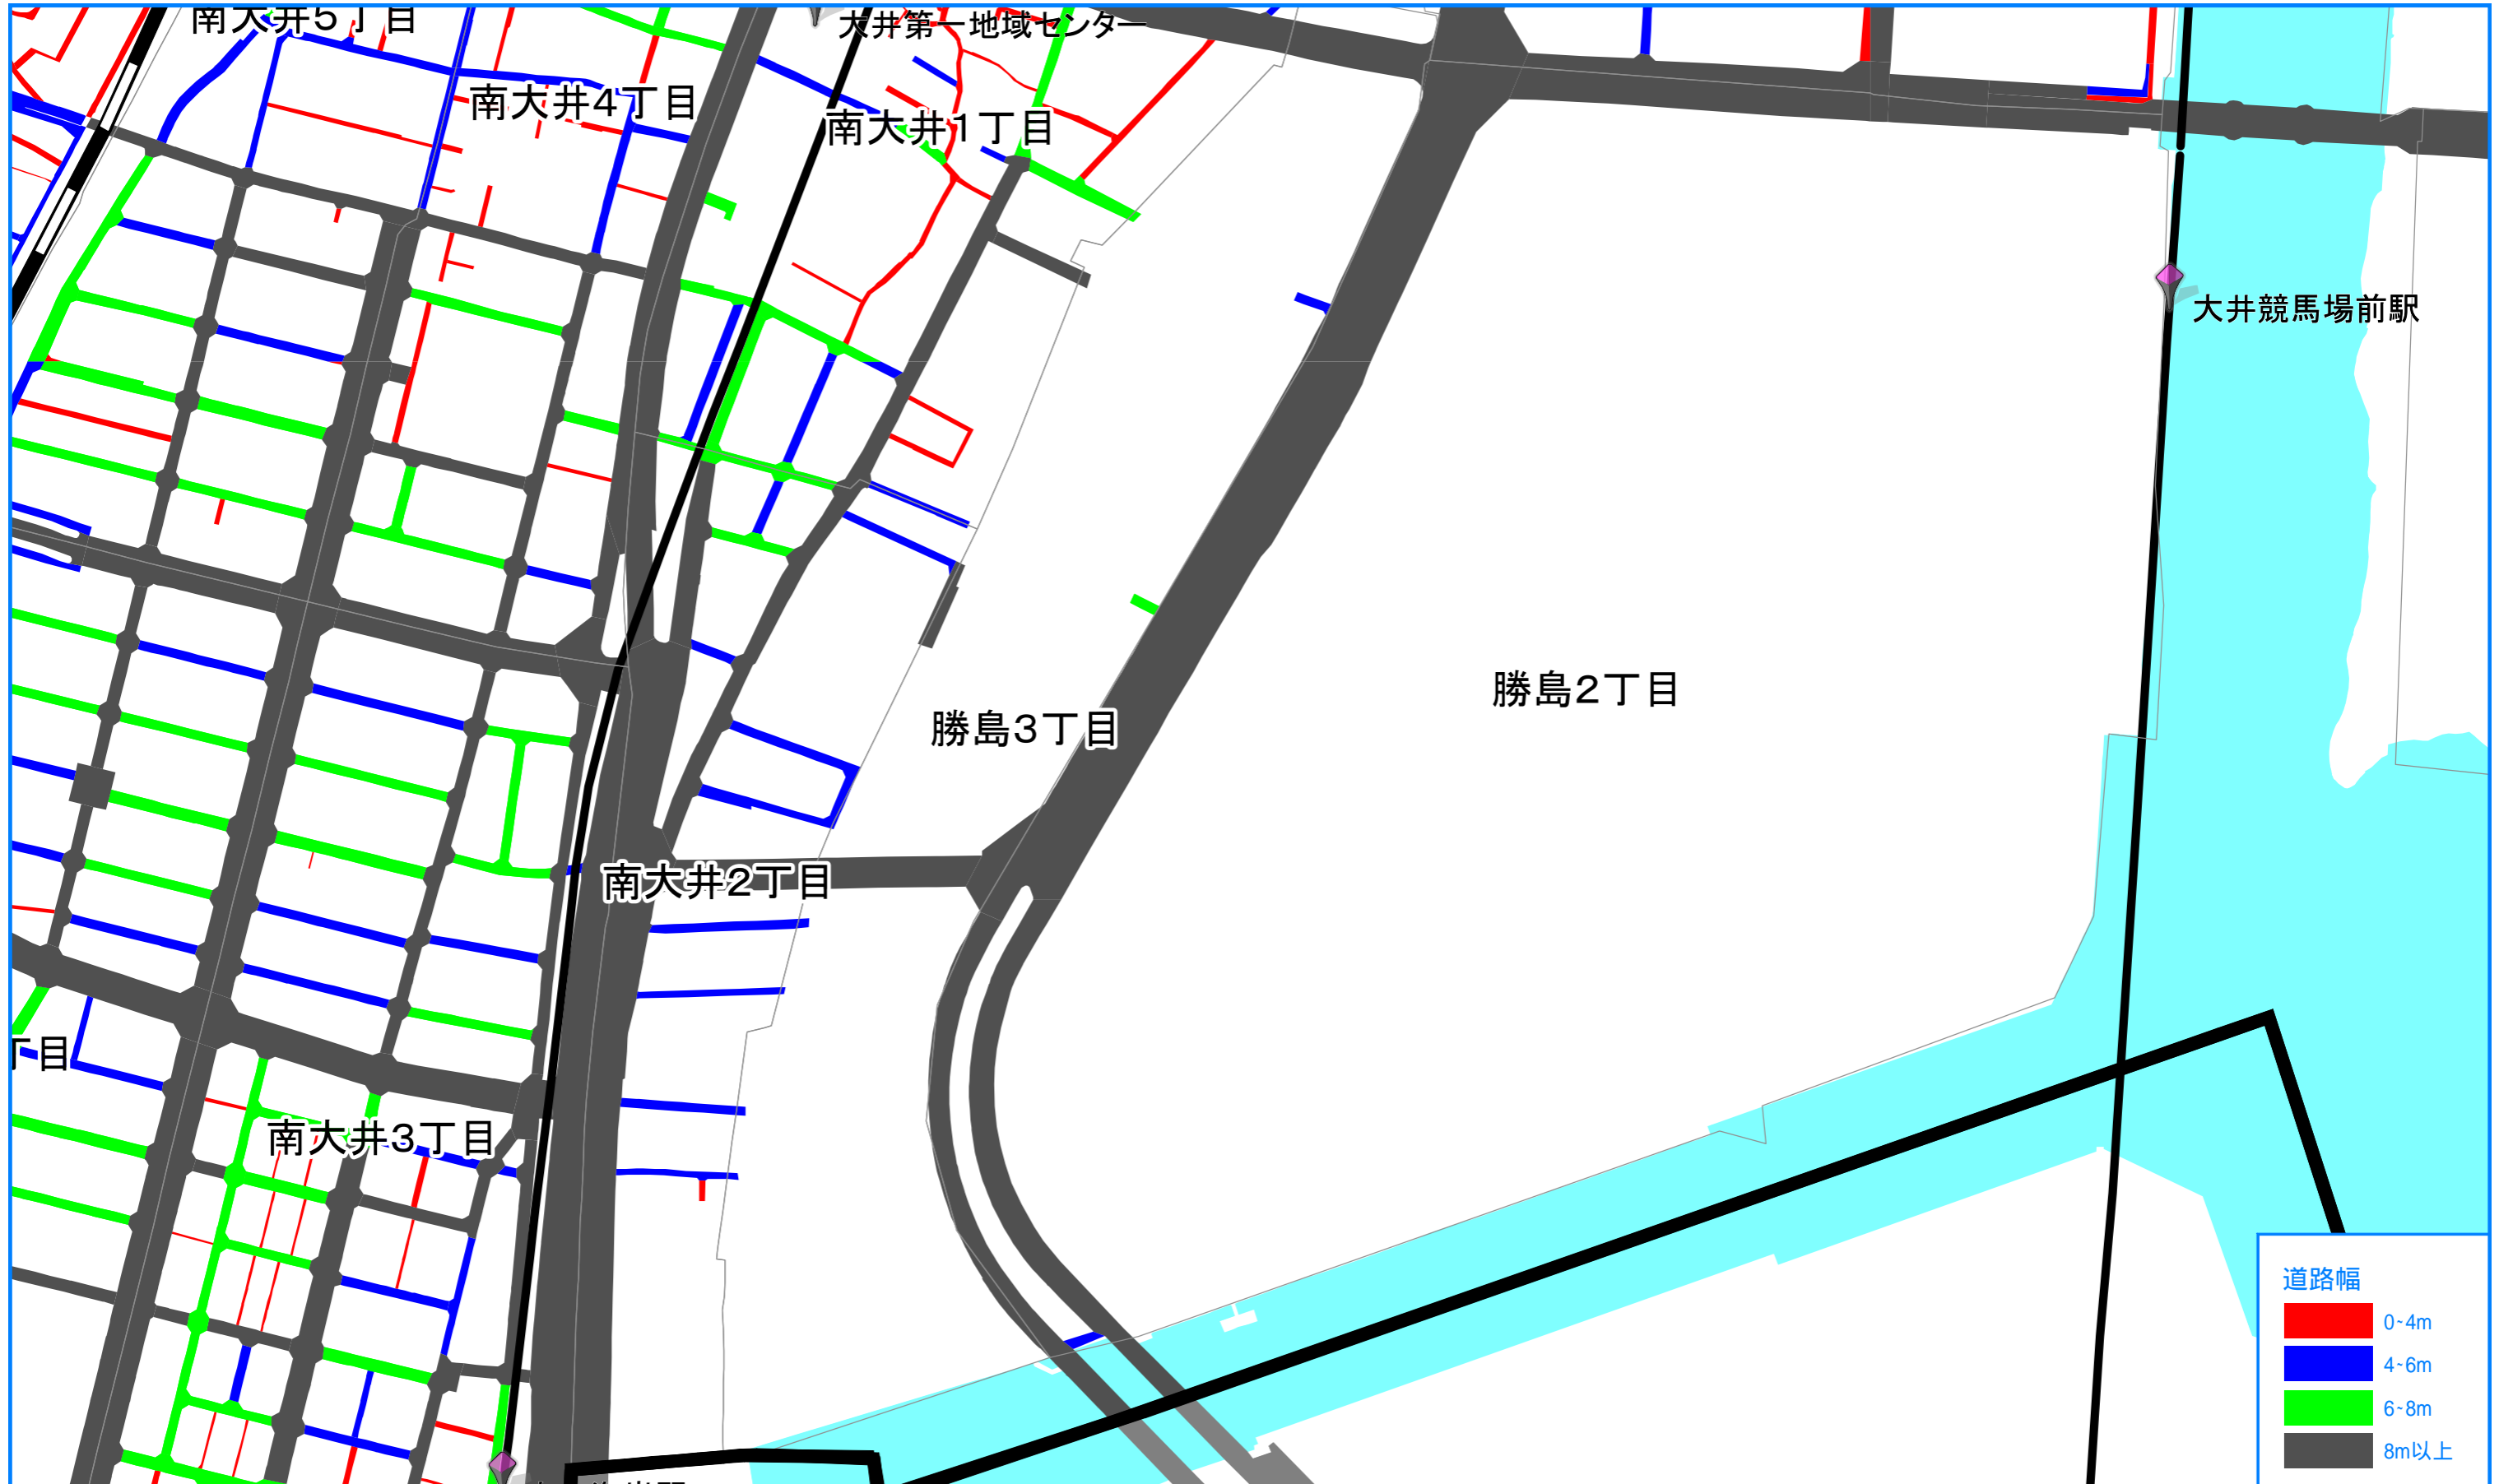 南大井5丁目
大井第一地域センター
南大井4丁目
南大井1丁目
大井競馬場前駅
勝島2丁目
勝島3丁目
南大井2丁目
丁目
南大井3丁目
道路幅
0~4m
4~6m
6~8m
8m以上